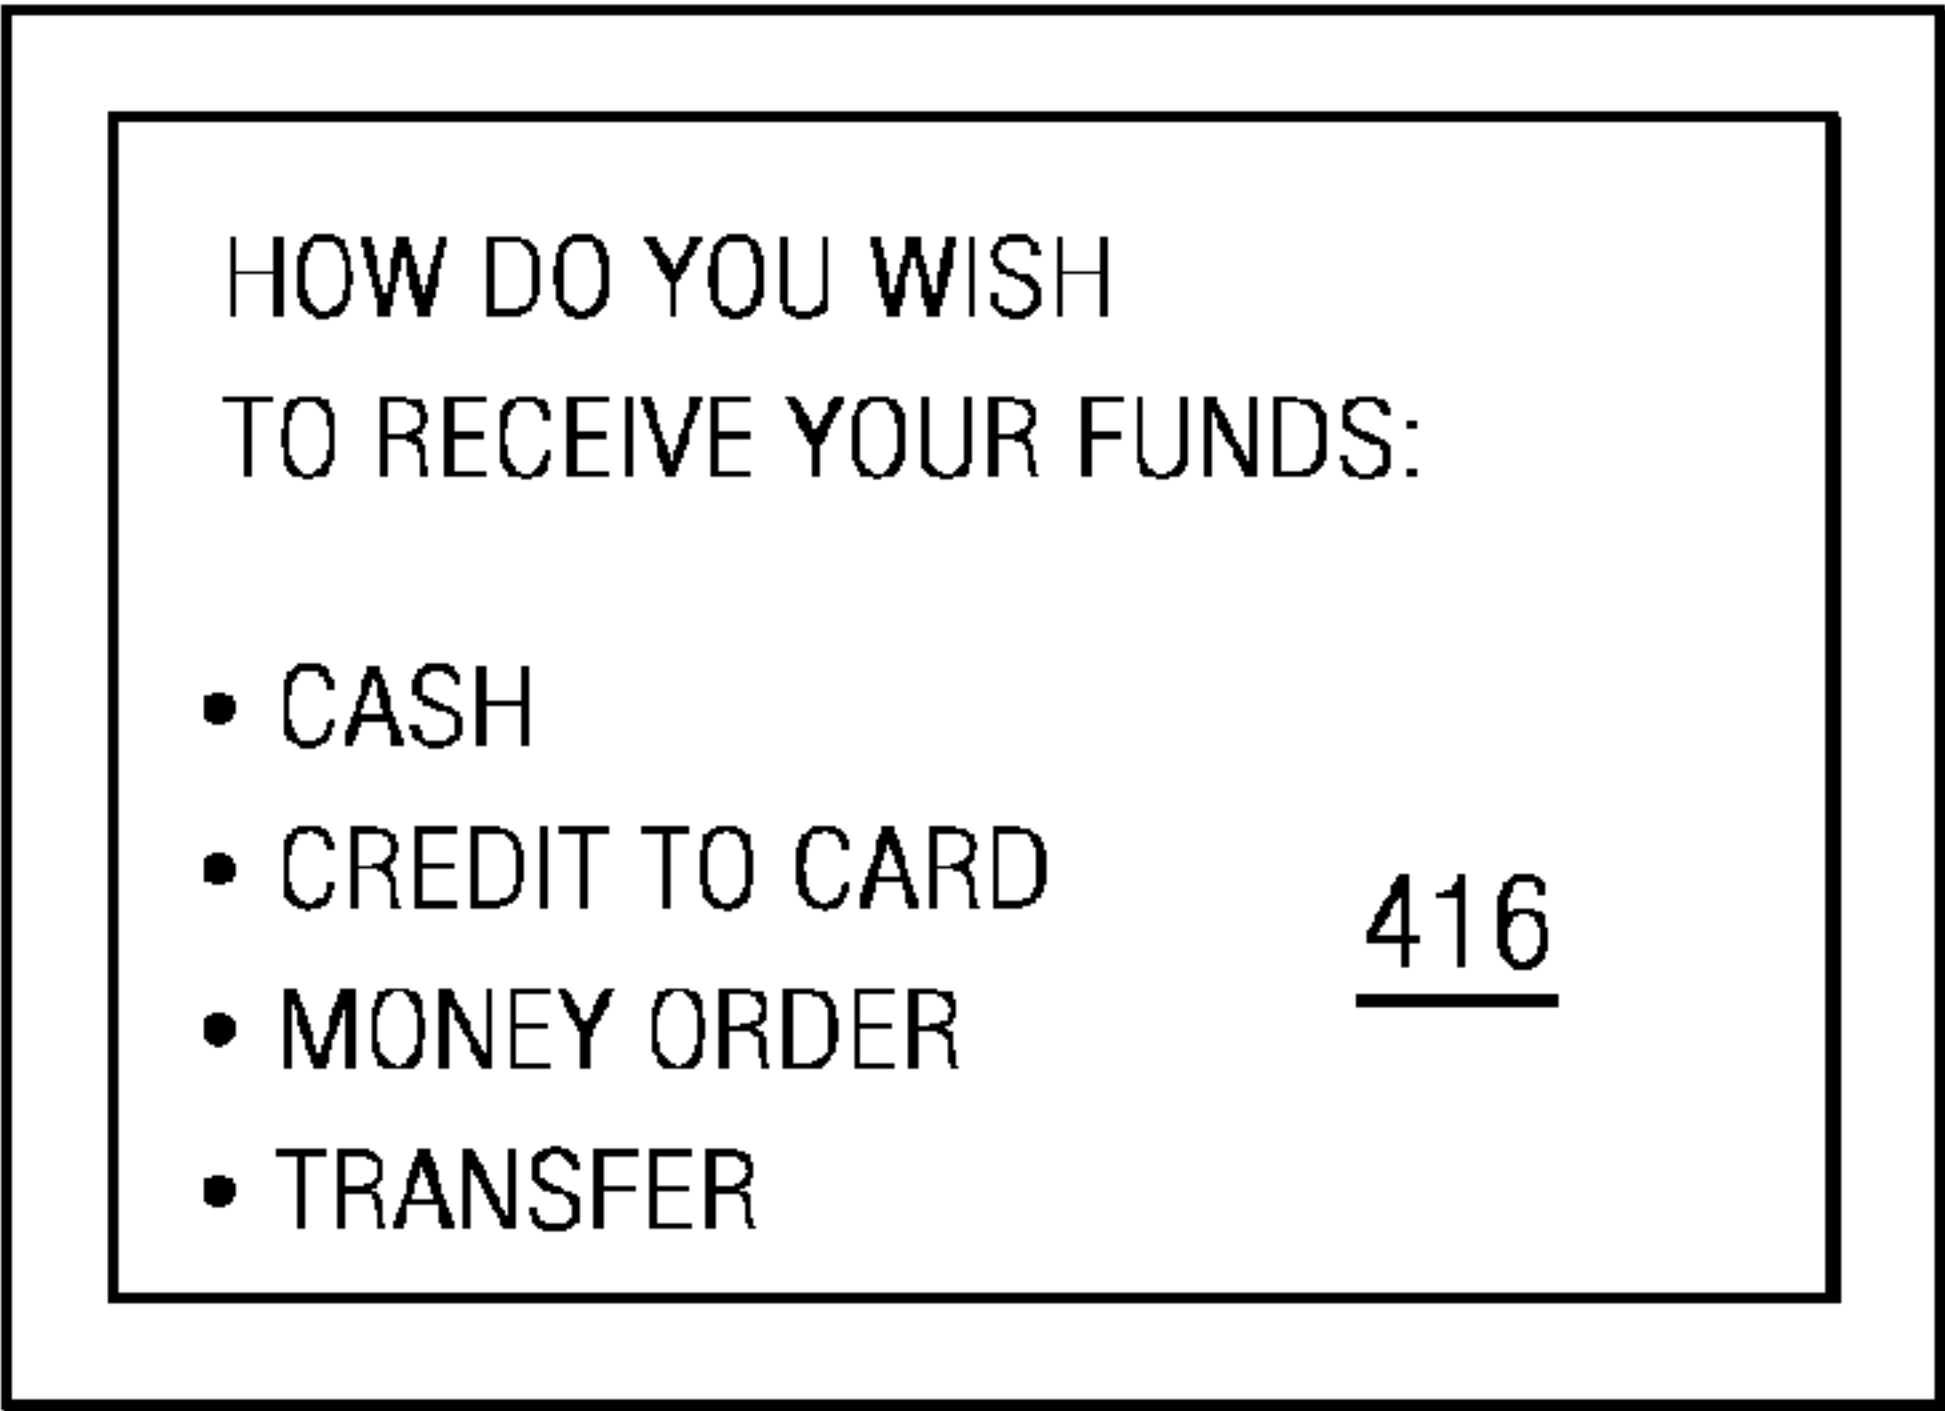 HOW DO YOU WISH
TO RECEIVE YOUR FUNDS:
• CASH
• CREDIT TO CARD
416
• MONEY ORDER
• TRANSFER